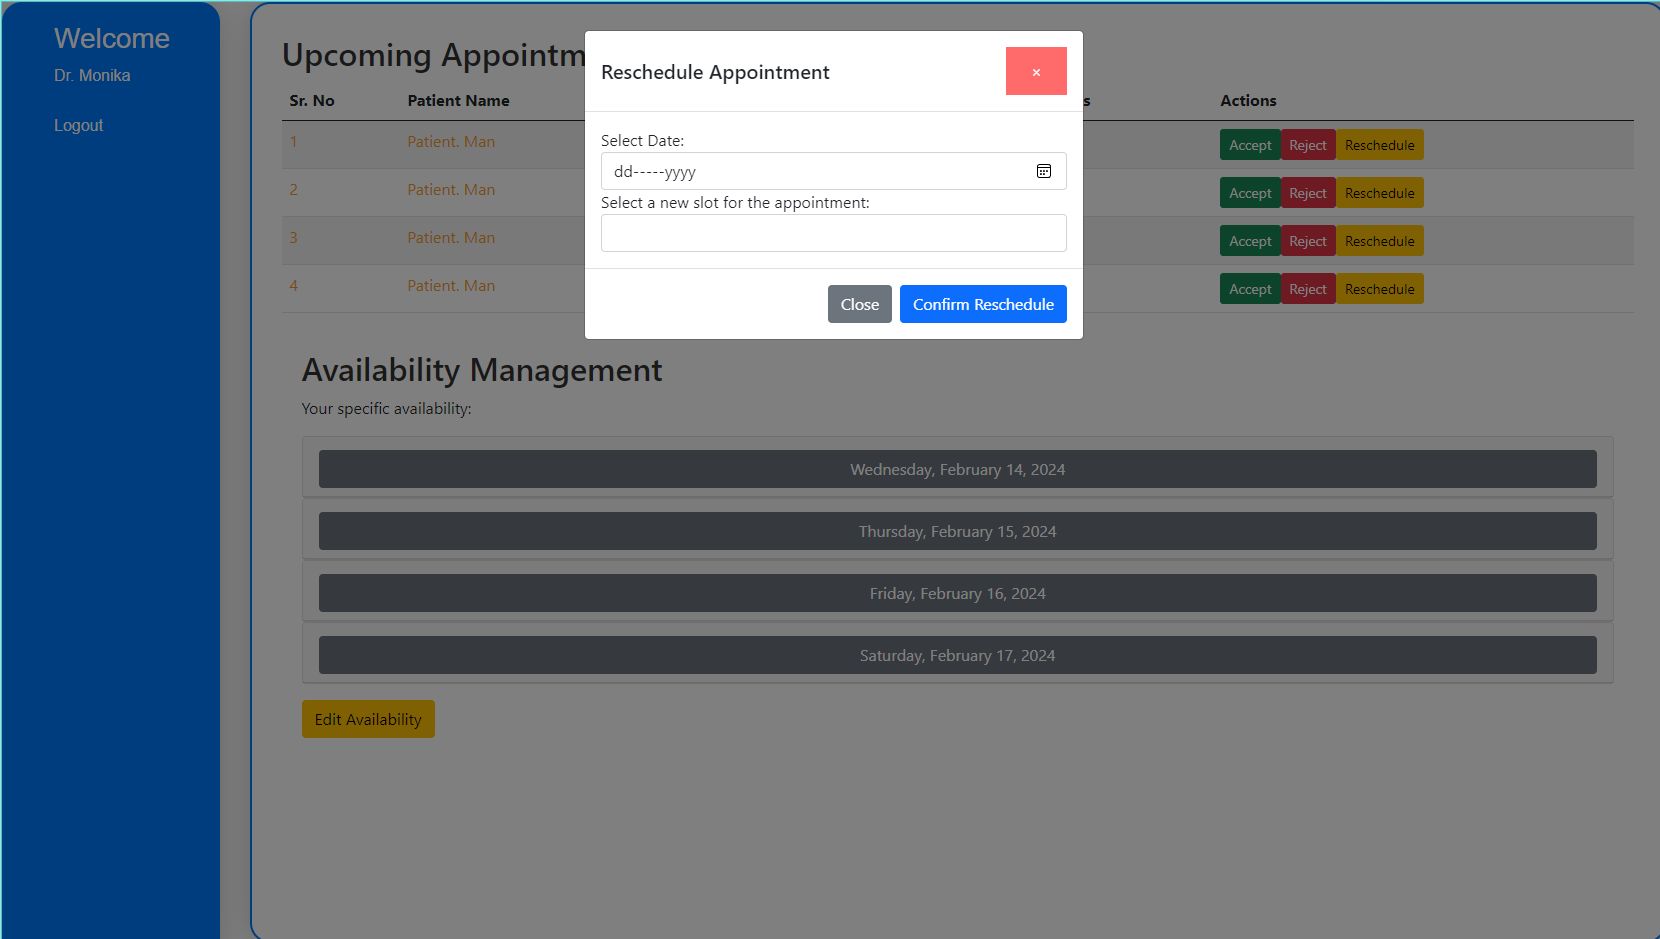 Welcome
Dr. Monika
Logout
Upcoming Appointm
Sr. No Patient Name s Actions
1 Patient. Man Accept Reject Reschedule
2 Patient. Man Accept Reject Reschedule
3 Patient. Man Accept Reject Reschedule
4 Patient. Man Accept Reject Reschedule
Reschedule Appointment ×
Select Date:
dd-----yyyy
Select a new slot for the appointment:
Close Confirm Reschedule
Availability Management
Your specific availability:
Wednesday, February 14, 2024
Thursday, February 15, 2024
Friday, February 16, 2024
Saturday, February 17, 2024
Edit Availability